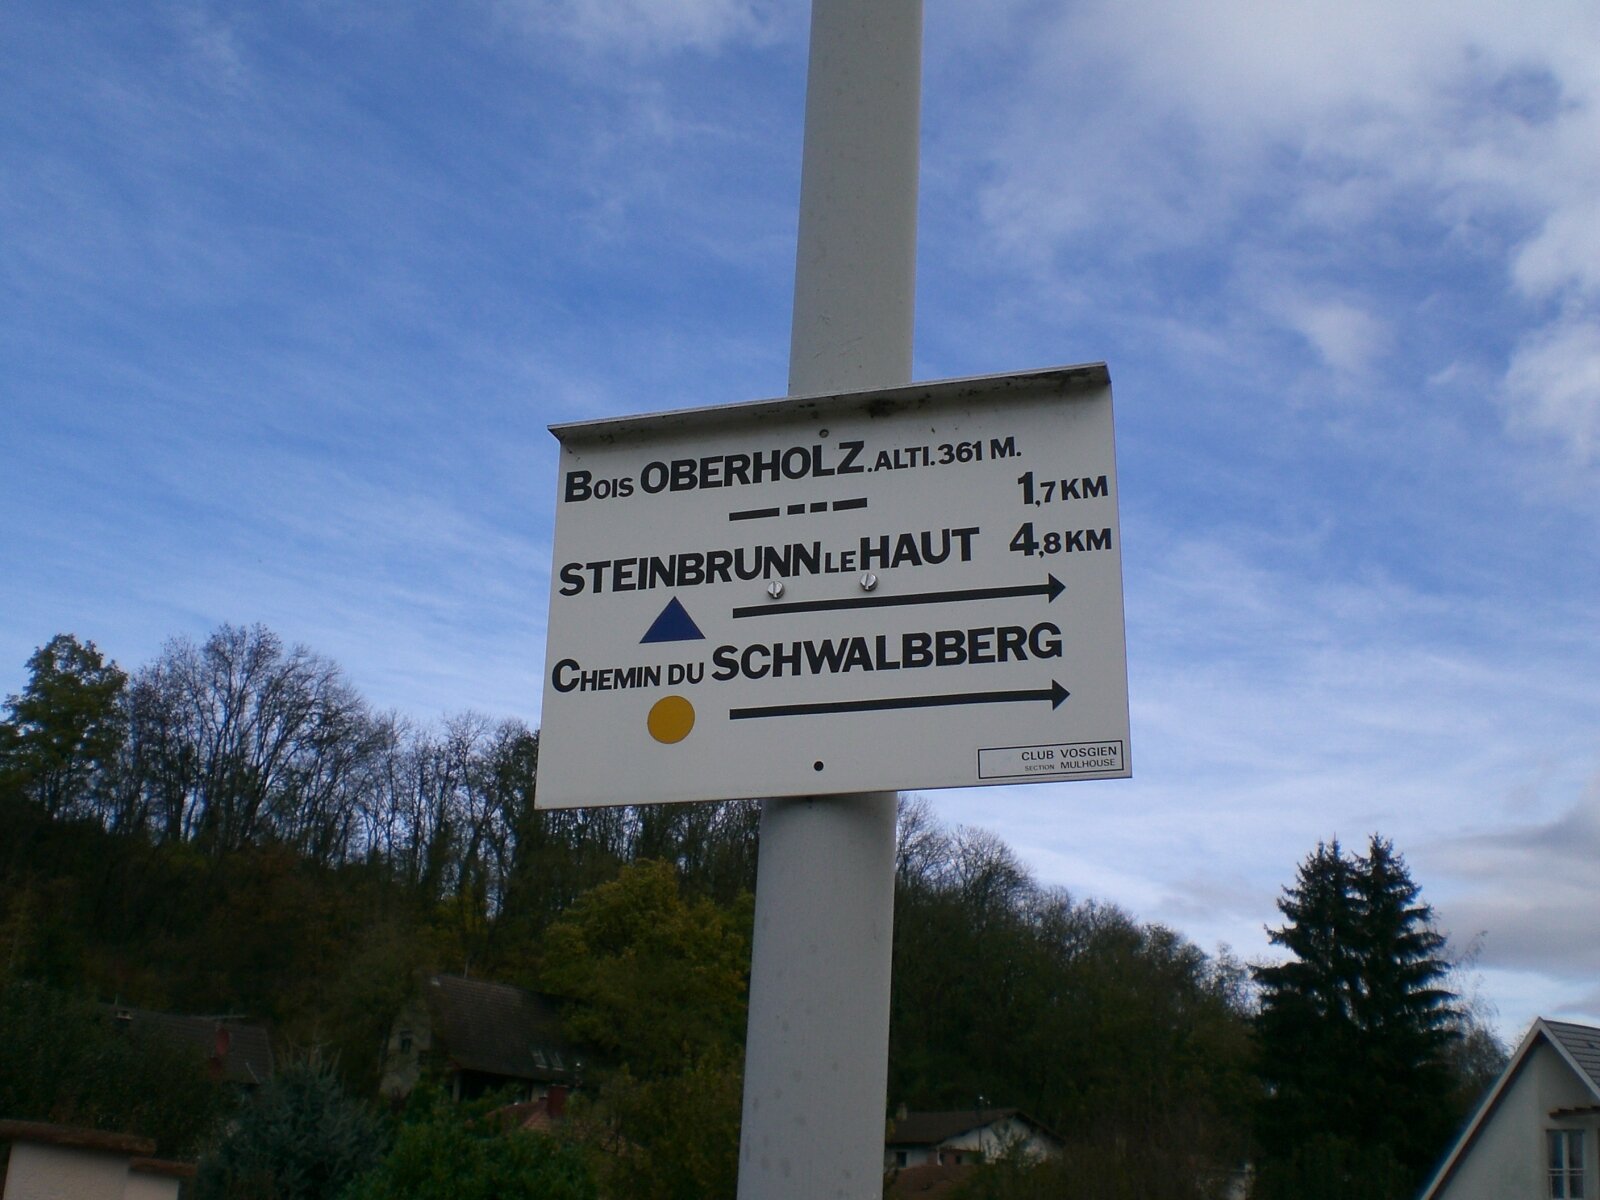 Bois OBERHOLZ.ALTI.361 M.
1,7 KM
STEINBRUNN LE HAUT 4,8 KM
CHEMIN DU SCHWALBBERG
CLUB VOSGIEN
SECTION MULHOUSE